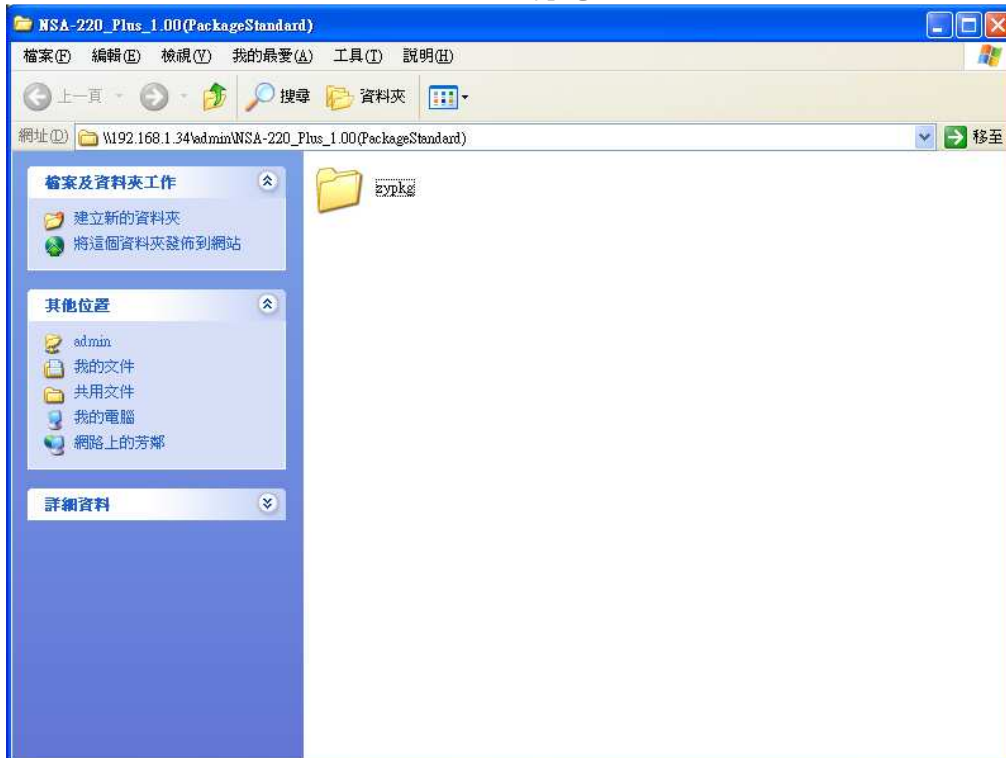 NSA-220_Plus_1.00(PackageStandard)
檔案(F) 編輯(E) 檢視(V) 我的最愛(A) 工具(T) 說明(H)
上一頁 搜尋 資料夾
網址(D) \\192.168.1.34\admin\NSA-220_Plus_1.00(PackageStandard) 移至
檔案及資料夾工作
建立新的資料夾
將這個資料夾發佈到網站
其他位置
admin
我的文件
共用文件
我的電腦
網路上的芳鄰
詳細資料
zypkg